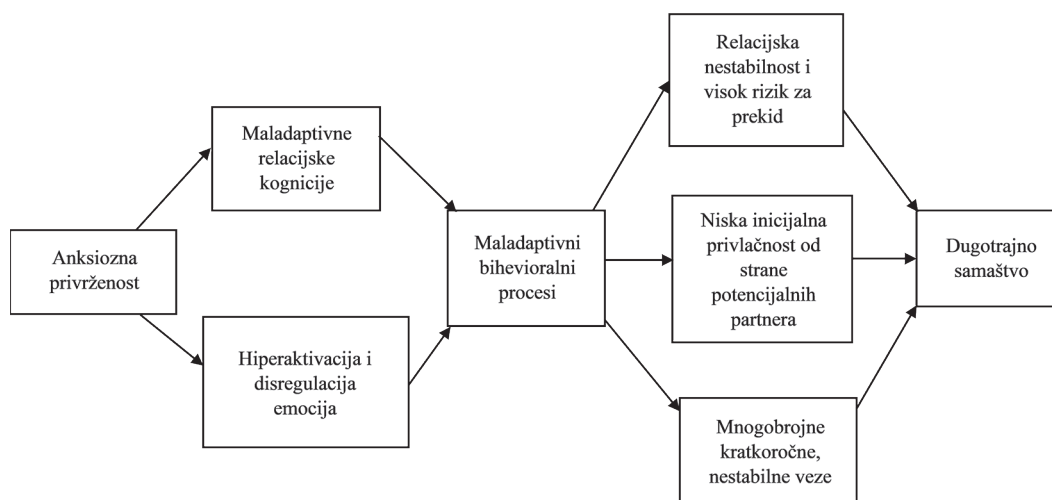 Anksiozna
privrženost
Maladaptivne
relacijske
kognicije
Hiperaktivacija i
disregulacija
emocija
Maladaptivni
bihevioralni
procesi
Relacijska
nestabilnost i
visok rizik za
prekid
Niska inicijalna
privlačnost od
strane
potencijalnih
partnera
Mnogobrojne
kratkoročne,
nestabilne veze
Dugotrajno
samaštvo